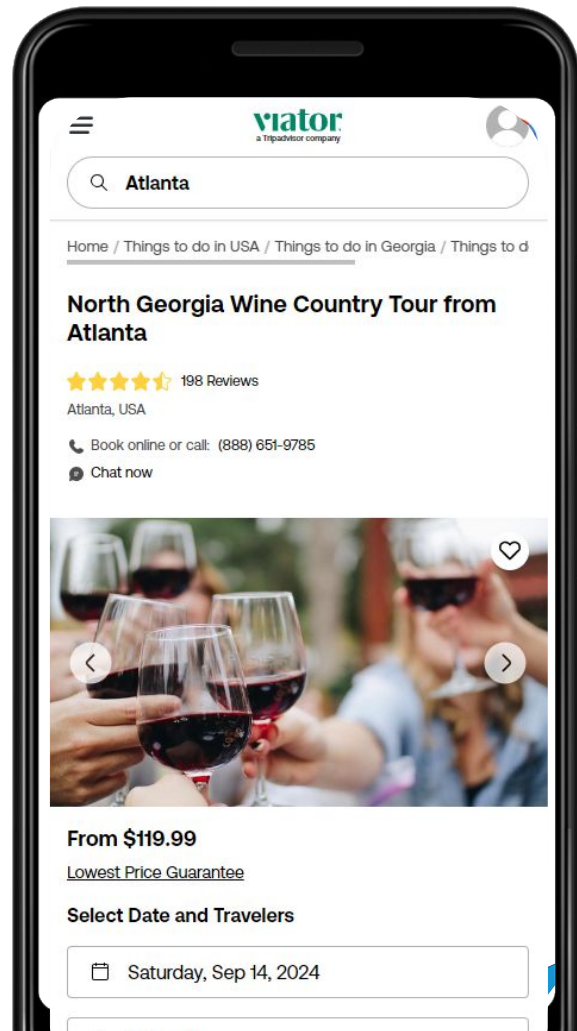 viator
a Tripadvisor company
Atlanta
Home / Things to do in USA / Things to do in Georgia / Things to d
North Georgia Wine Country Tour from
Atlanta
198 Reviews
Atlanta, USA
Book online or call: (888) 651-9785
Chat now
From $119.99
Lowest Price Guarantee
Select Date and Travelers
Saturday, Sep 14, 2024